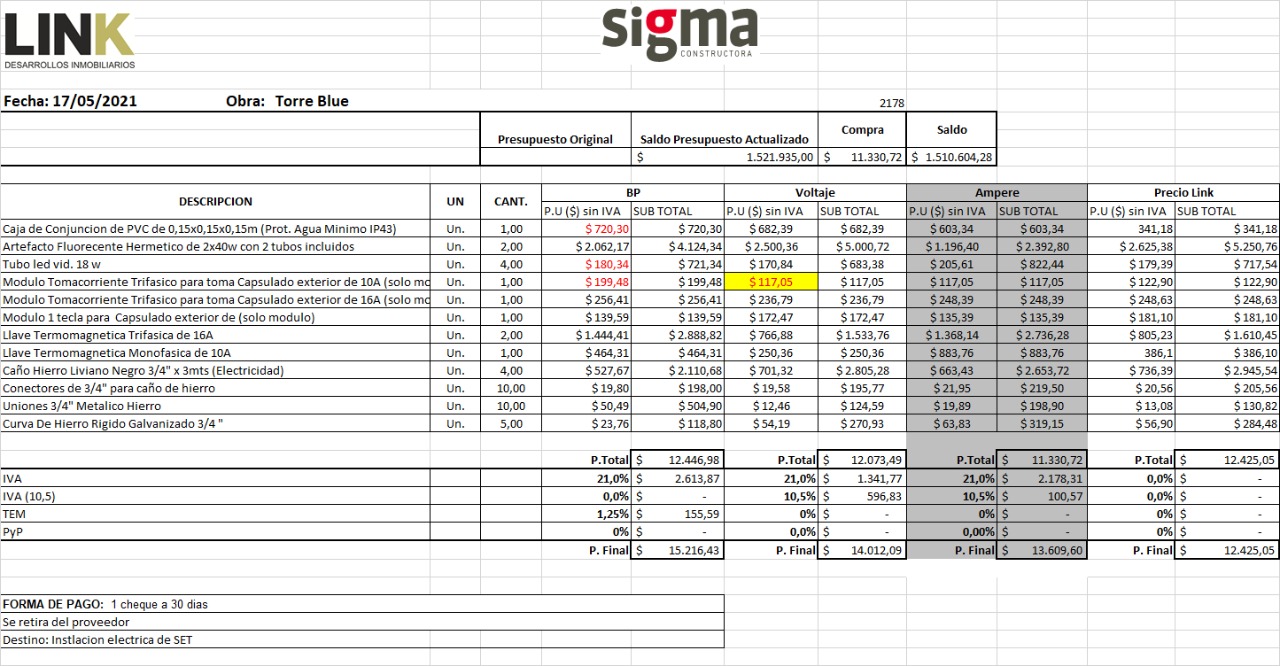 LINK
DESARROLLOS INMOBILIARIOS
sigma
CONSTRUCTORA
Fecha: 17/05/2021 Obra: Torre Blue 2178
Presupuesto Original Saldo Presupuesto Actualizado Compra Saldo
$ 1.521.935,00 $ 11.330,72 $ 1.510.604,28
DESCRIPCION UN CANT. BP Voltaje Ampere Precio Link
P.U ($) sin IVA SUB TOTAL P.U ($) sin IVA SUB TOTAL P.U ($) sin IVA SUB TOTAL P.U ($) sin IVA SUB TOTAL
Caja de Conjuncion de PVC de 0,15x0,15x0,15m (Prot. Agua Minimo IP43) Un. 1,00 $ 720,30 $ 720,30 $ 682,39 $ 682,39 $ 603,34 $ 603,34 341,18 $ 341,18
Artefacto Fluorecente Hermetico de 2x40w con 2 tubos incluidos Un. 2,00 $ 2.062,17 $ 4.124,34 $ 2.500,36 $ 5.000,72 $ 1.196,40 $ 2.392,80 $ 2.625,38 $ 5.250,76
Tubo led vid. 18 w Un. 4,00 $ 180,34 $ 721,34 $ 170,84 $ 683,38 $ 205,61 $ 822,44 $ 179,39 $ 717,54
Modulo Tomacorriente Trifasico para toma Capsulado exterior de 10A (solo mo Un. 1,00 $ 199,48 $ 199,48 $ 117,05 $ 117,05 $ 117,05 $ 117,05 $ 122,90 $ 122,90
Modulo Tomacorriente Trifasico para toma Capsulado exterior de 16A (solo mo Un. 1,00 $ 256,41 $ 256,41 $ 236,79 $ 236,79 $ 248,39 $ 248,39 $ 248,63 $ 248,63
Modulo 1 tecla para Capsulado exterior de (solo modulo) Un. 1,00 $ 139,59 $ 139,59 $ 172,47 $ 172,47 $ 135,39 $ 135,39 $ 181,10 $ 181,10
Llave Termomagnetica Trifasica de 16A Un. 2,00 $ 1.444,41 $ 2.888,82 $ 766,88 $ 1.533,76 $ 1.368,14 $ 2.736,28 $ 805,23 $ 1.610,45
Llave Termomagnetica Monofasica de 10A Un. 1,00 $ 464,31 $ 464,31 $ 250,36 $ 250,36 $ 883,76 $ 883,76 386,1 $ 386,10
Caño Hierro Liviano Negro 3/4" x 3mts (Electricidad) Un. 4,00 $ 527,67 $ 2.110,68 $ 701,32 $ 2.805,28 $ 663,43 $ 2.653,72 $ 736,39 $ 2.945,54
Conectores de 3/4" para caño de hierro Un. 10,00 $ 19,80 $ 198,00 $ 19,58 $ 195,77 $ 21,95 $ 219,50 $ 20,56 $ 205,56
Uniones 3/4" Metalico Hierro Un. 10,00 $ 50,49 $ 504,90 $ 12,46 $ 124,59 $ 19,89 $ 198,90 $ 13,08 $ 130,82
Curva De Hierro Rigido Galvanizado 3/4 " Un. 5,00 $ 23,76 $ 118,80 $ 54,19 $ 270,93 $ 63,83 $ 319,15 $ 56,90 $ 284,48
P.Total $ 12.446,98 P.Total $ 12.073,49 P.Total $ 11.330,72 P.Total $ 12.425,05
IVA 21,0% $ 2.613,87 21,0% $ 1.341,77 21,0% $ 2.178,31 0,0% $ -
IVA (10,5) 0,0% $ - 10,5% $ 596,83 10,5% $ 100,57 0,0% $ -
TEM 1,25% $ 155,59 0% $ - 0% $ - 0% $ -
PyP 0% $ - 0,0% $ - 0,00% $ - 0% $ -
P. Final $ 15.216,43 P. Final $ 14.012,09 P. Final $ 13.609,60 P. Final $ 12.425,05
FORMA DE PAGO: 1 cheque a 30 dias
Se retira del proveedor
Destino: Instlacion electrica de SET